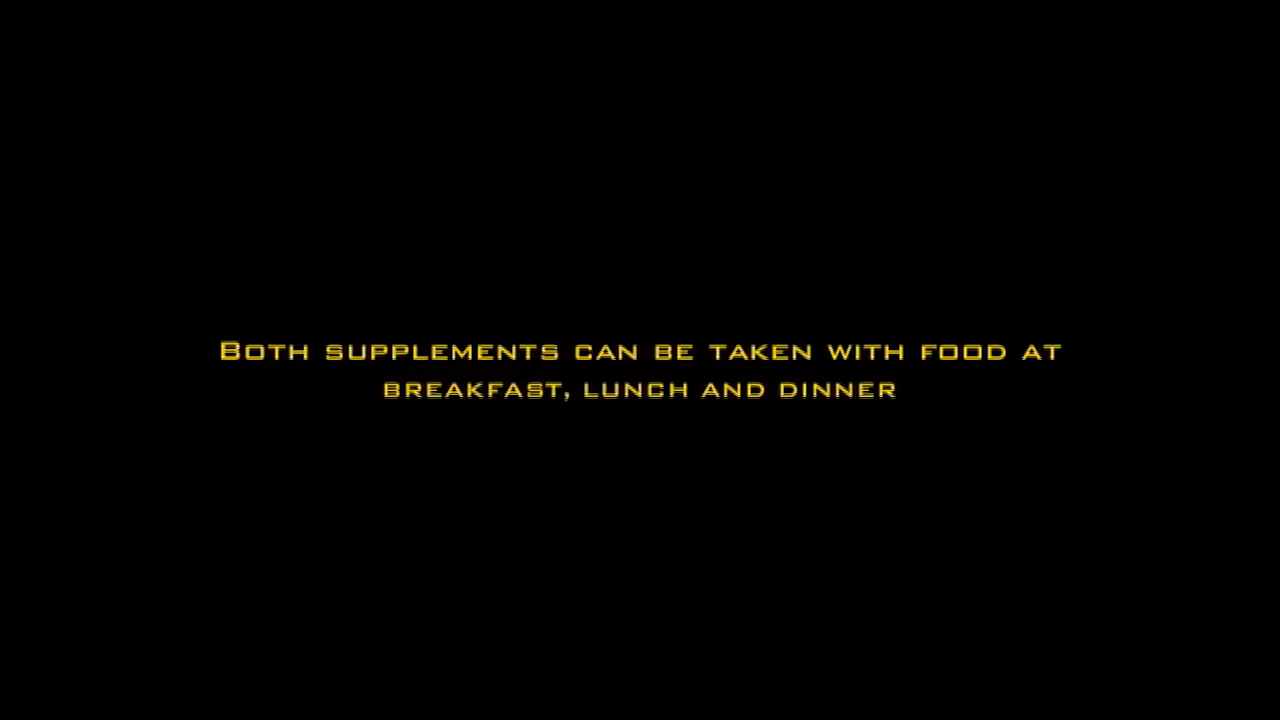 Both supplements can be taken with food at
breakfast, lunch and dinner